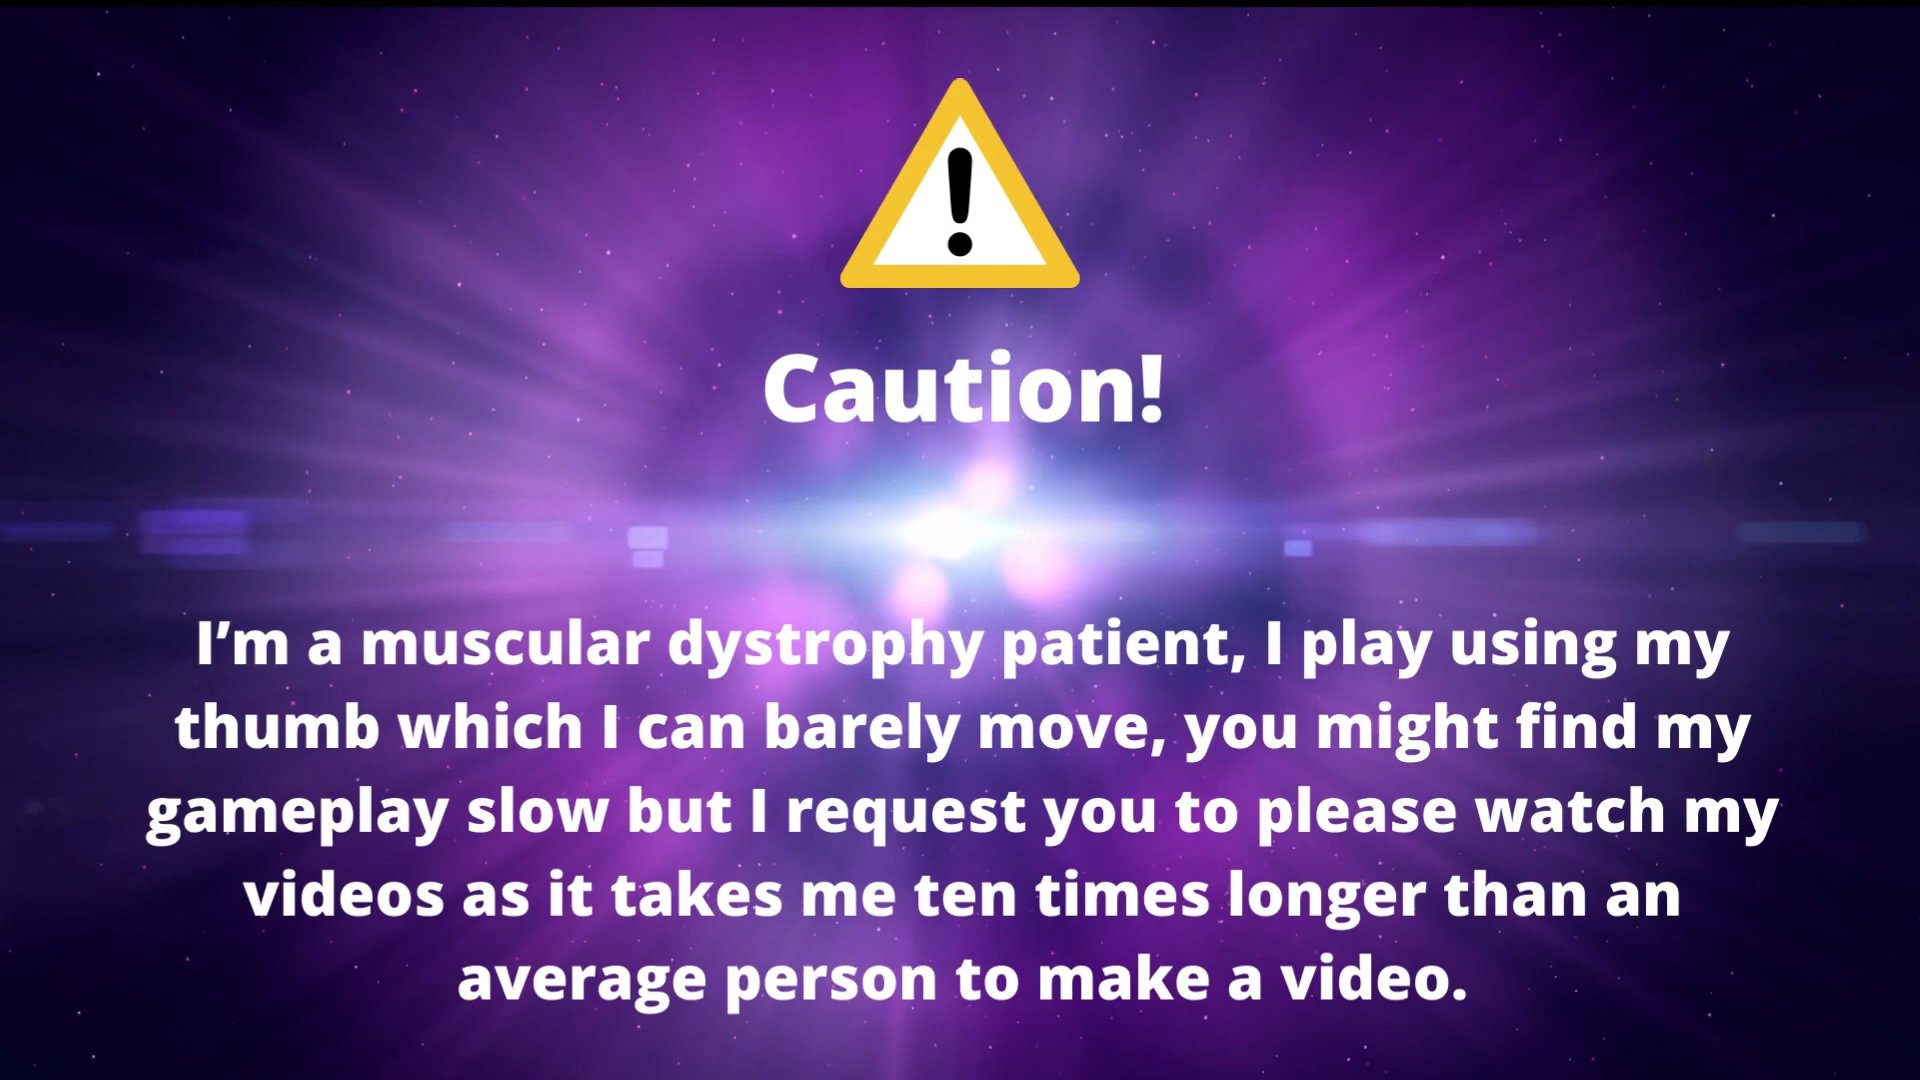 Caution!
I’m a muscular dystrophy patient, I play using my
thumb which I can barely move, you might find my
gameplay slow but I request you to please watch my
videos as it takes me ten times longer than an
average person to make a video.